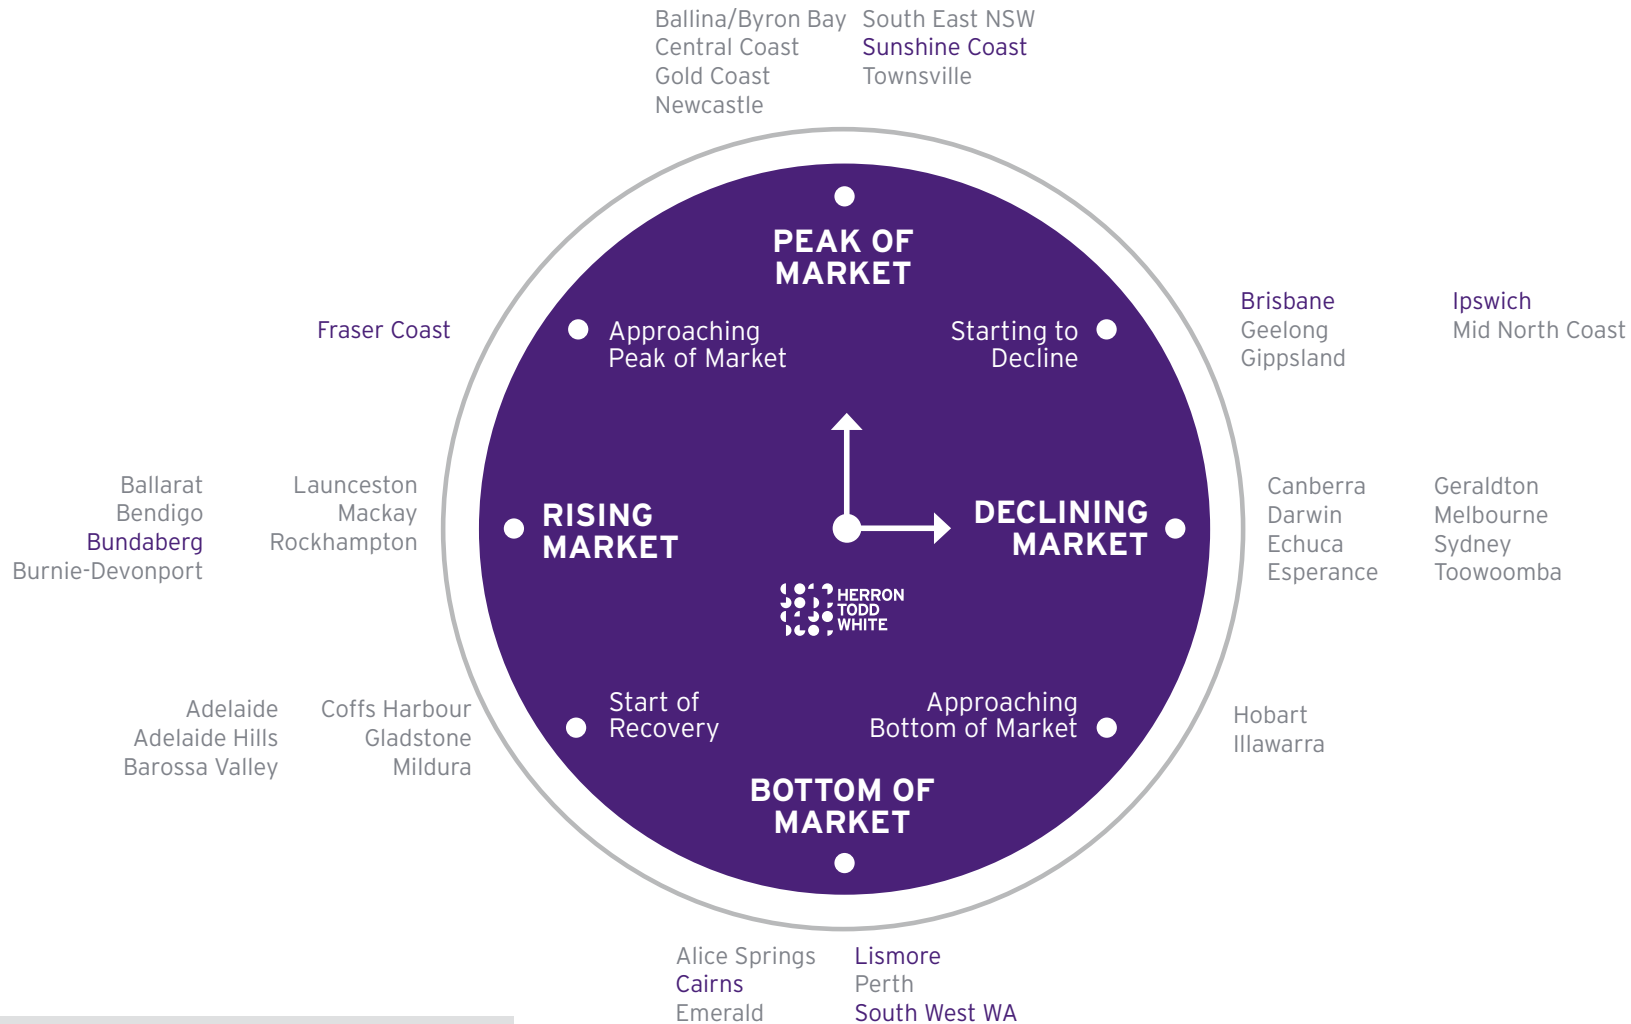 Ballina/Byron Bay
Central Coast
Gold Coast
Newcastle
South East NSW
Sunshine Coast
Townsville
PEAK OF
MARKET
Fraser Coast
Approaching
Peak of Market
Starting to
Decline
Brisbane
Geelong
Gippsland
Ipswich
Mid North Coast
Ballarat
Bendigo
Bundaberg
Burnie-Devonport
Launceston
Mackay
Rockhampton
RISING
MARKET
DECLINING
MARKET
Canberra
Darwin
Echuca
Esperance
Geraldton
Melbourne
Sydney
Toowoomba
HERRON
TODD
WHITE
Adelaide
Adelaide Hills
Barossa Valley
Coffs Harbour
Gladstone
Mildura
Start of
Recovery
Approaching
Bottom of Market
Hobart
Illawarra
BOTTOM OF
MARKET
Alice Springs
Cairns
Emerald
Lismore
Perth
South West WA